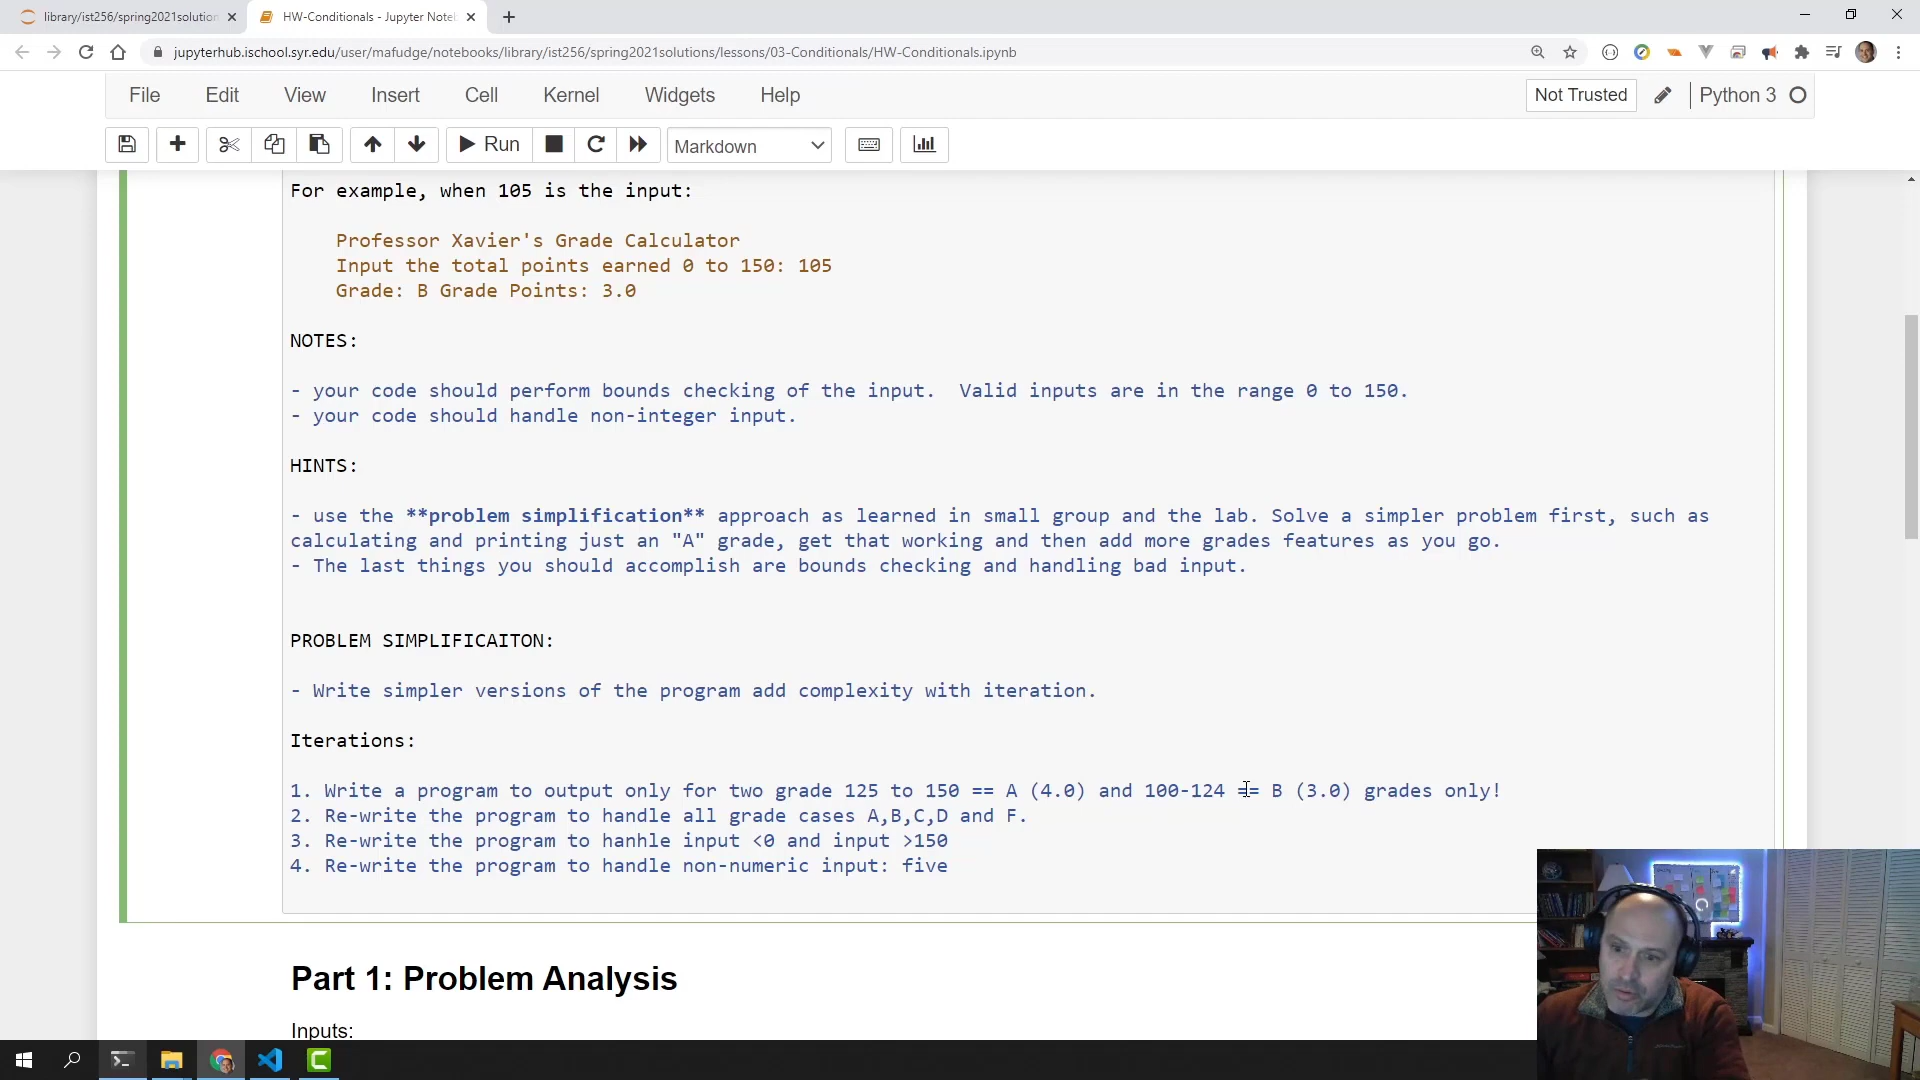 library/ist256/spring2021solution
HW-Conditionals - Jupyter Noteb
jupyterhub.ischool.syr.edu/user/mafudge/notebooks/library/ist256/spring2021solutions/lessons/03-Conditionals/HW-Conditionals.ipynb
File Edit View Insert Cell Kernel Widgets Help Not Trusted Python 3
Run Markdown
For example, when 105 is the input:
Professor Xavier's Grade Calculator
Input the total points earned 0 to 150: 105
Grade: B Grade Points: 3.0
NOTES:
- your code should perform bounds checking of the input.  Valid inputs are in the range 0 to 150.
- your code should handle non-integer input.
HINTS:
- use the **problem simplification** approach as learned in small group and the lab. Solve a simpler problem first, such as
calculating and printing just an "A" grade, get that working and then add more grades features as you go.
- The last things you should accomplish are bounds checking and handling bad input.
PROBLEM SIMPLIFICAITON:
- Write simpler versions of the program add complexity with iteration.
Iterations:
1. Write a program to output only for two grade 125 to 150 == A (4.0) and 100-124 == B (3.0) grades only!
2. Re-write the program to handle all grade cases A,B,C,D and F.
3. Re-write the program to hanhle input <0 and input >150
4. Re-write the program to handle non-numeric input: five
Part 1: Problem Analysis
Inputs: